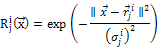 R_j^i(x⃗) = exp(−‖ x⃗ − r⃗_j^i ‖² / (σ_j^i)²)